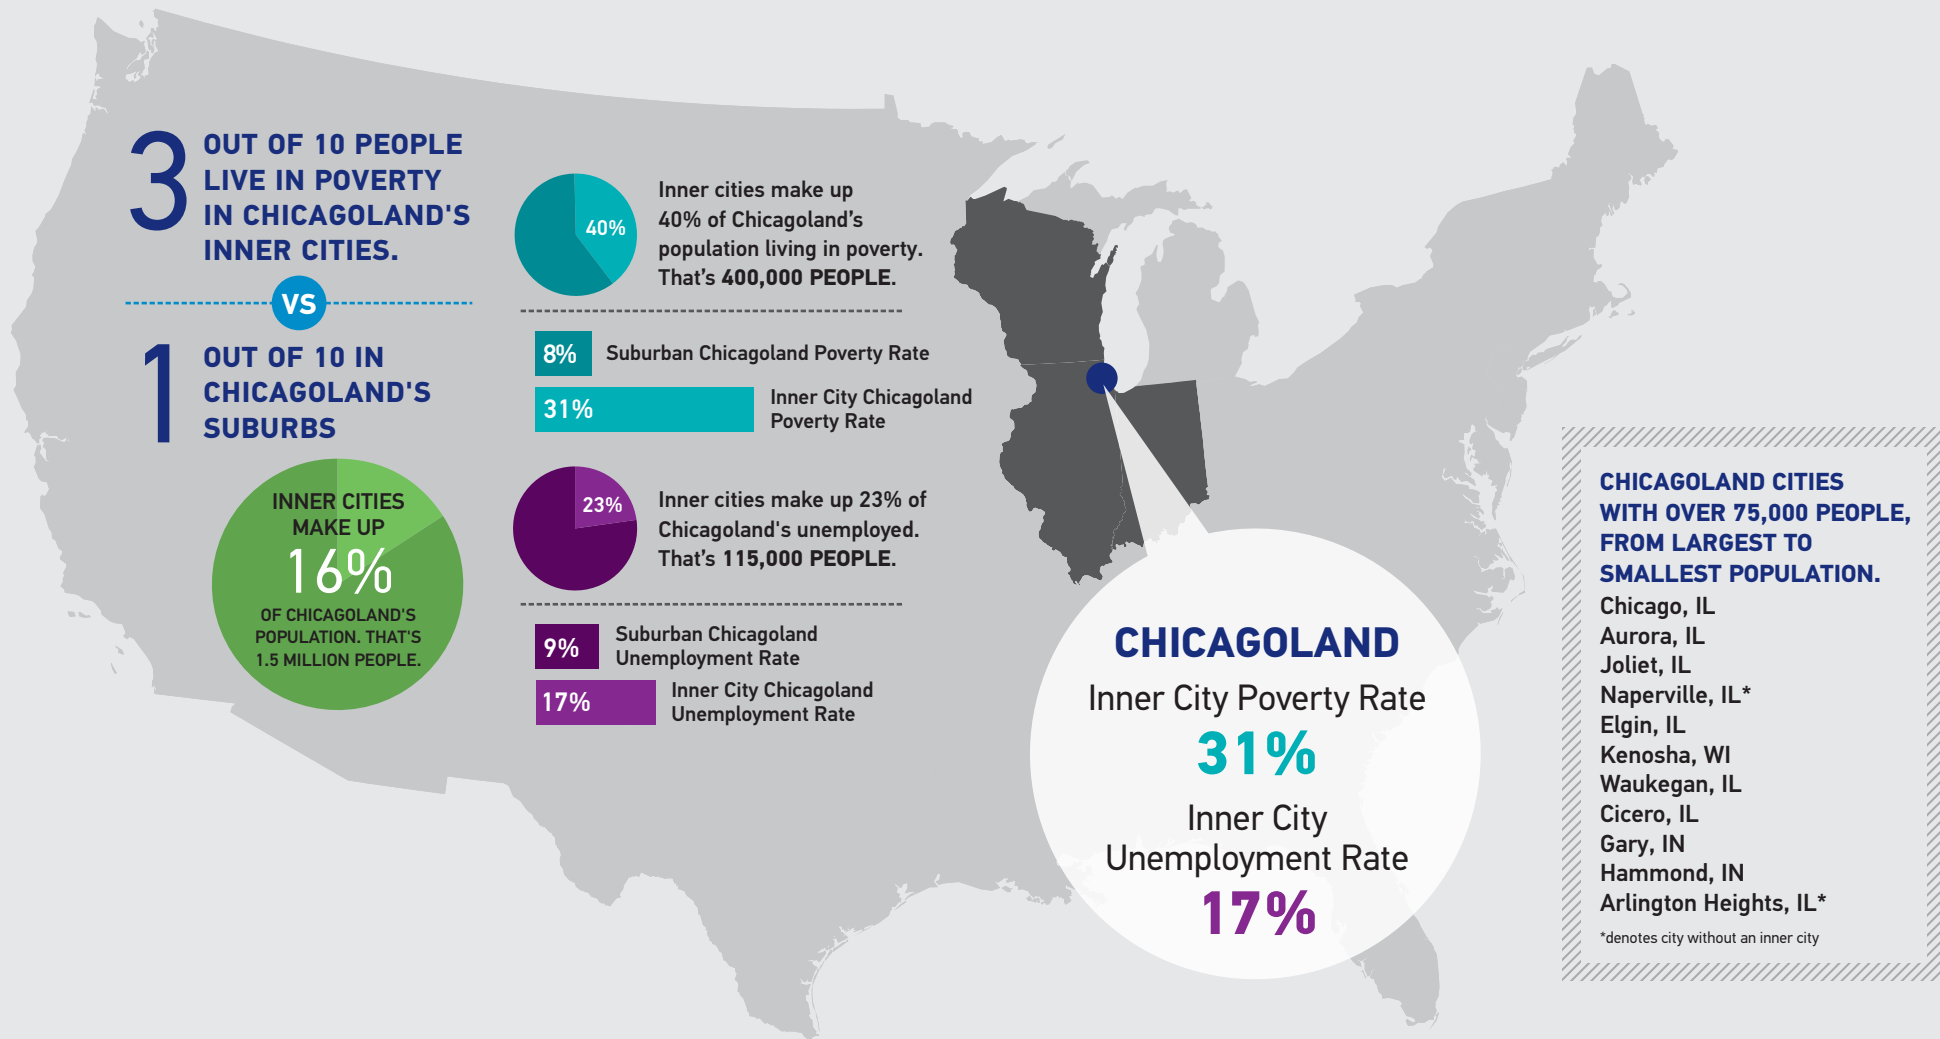 3
OUT OF 10 PEOPLE
LIVE IN POVERTY
IN CHICAGOLAND'S
INNER CITIES.
VS
1
OUT OF 10 IN
CHICAGOLAND'S
SUBURBS
INNER CITIES
MAKE UP
16%
OF CHICAGOLAND'S
POPULATION. THAT'S
1.5 MILLION PEOPLE.
40%
Inner cities make up
40% of Chicagoland’s
population living in poverty.
That’s 400,000 PEOPLE.
8%
Suburban Chicagoland Poverty Rate
31%
Inner City Chicagoland
Poverty Rate
23%
Inner cities make up 23% of
Chicagoland's unemployed.
That’s 115,000 PEOPLE.
9%
Suburban Chicagoland
Unemployment Rate
17%
Inner City Chicagoland
Unemployment Rate
CHICAGOLAND
Inner City Poverty Rate
31%
Inner City
Unemployment Rate
17%
CHICAGOLAND CITIES
WITH OVER 75,000 PEOPLE,
FROM LARGEST TO
SMALLEST POPULATION.
Chicago, IL
Aurora, IL
Joliet, IL
Naperville, IL*
Elgin, IL
Kenosha, WI
Waukegan, IL
Cicero, IL
Gary, IN
Hammond, IN
Arlington Heights, IL*
*denotes city without an inner city